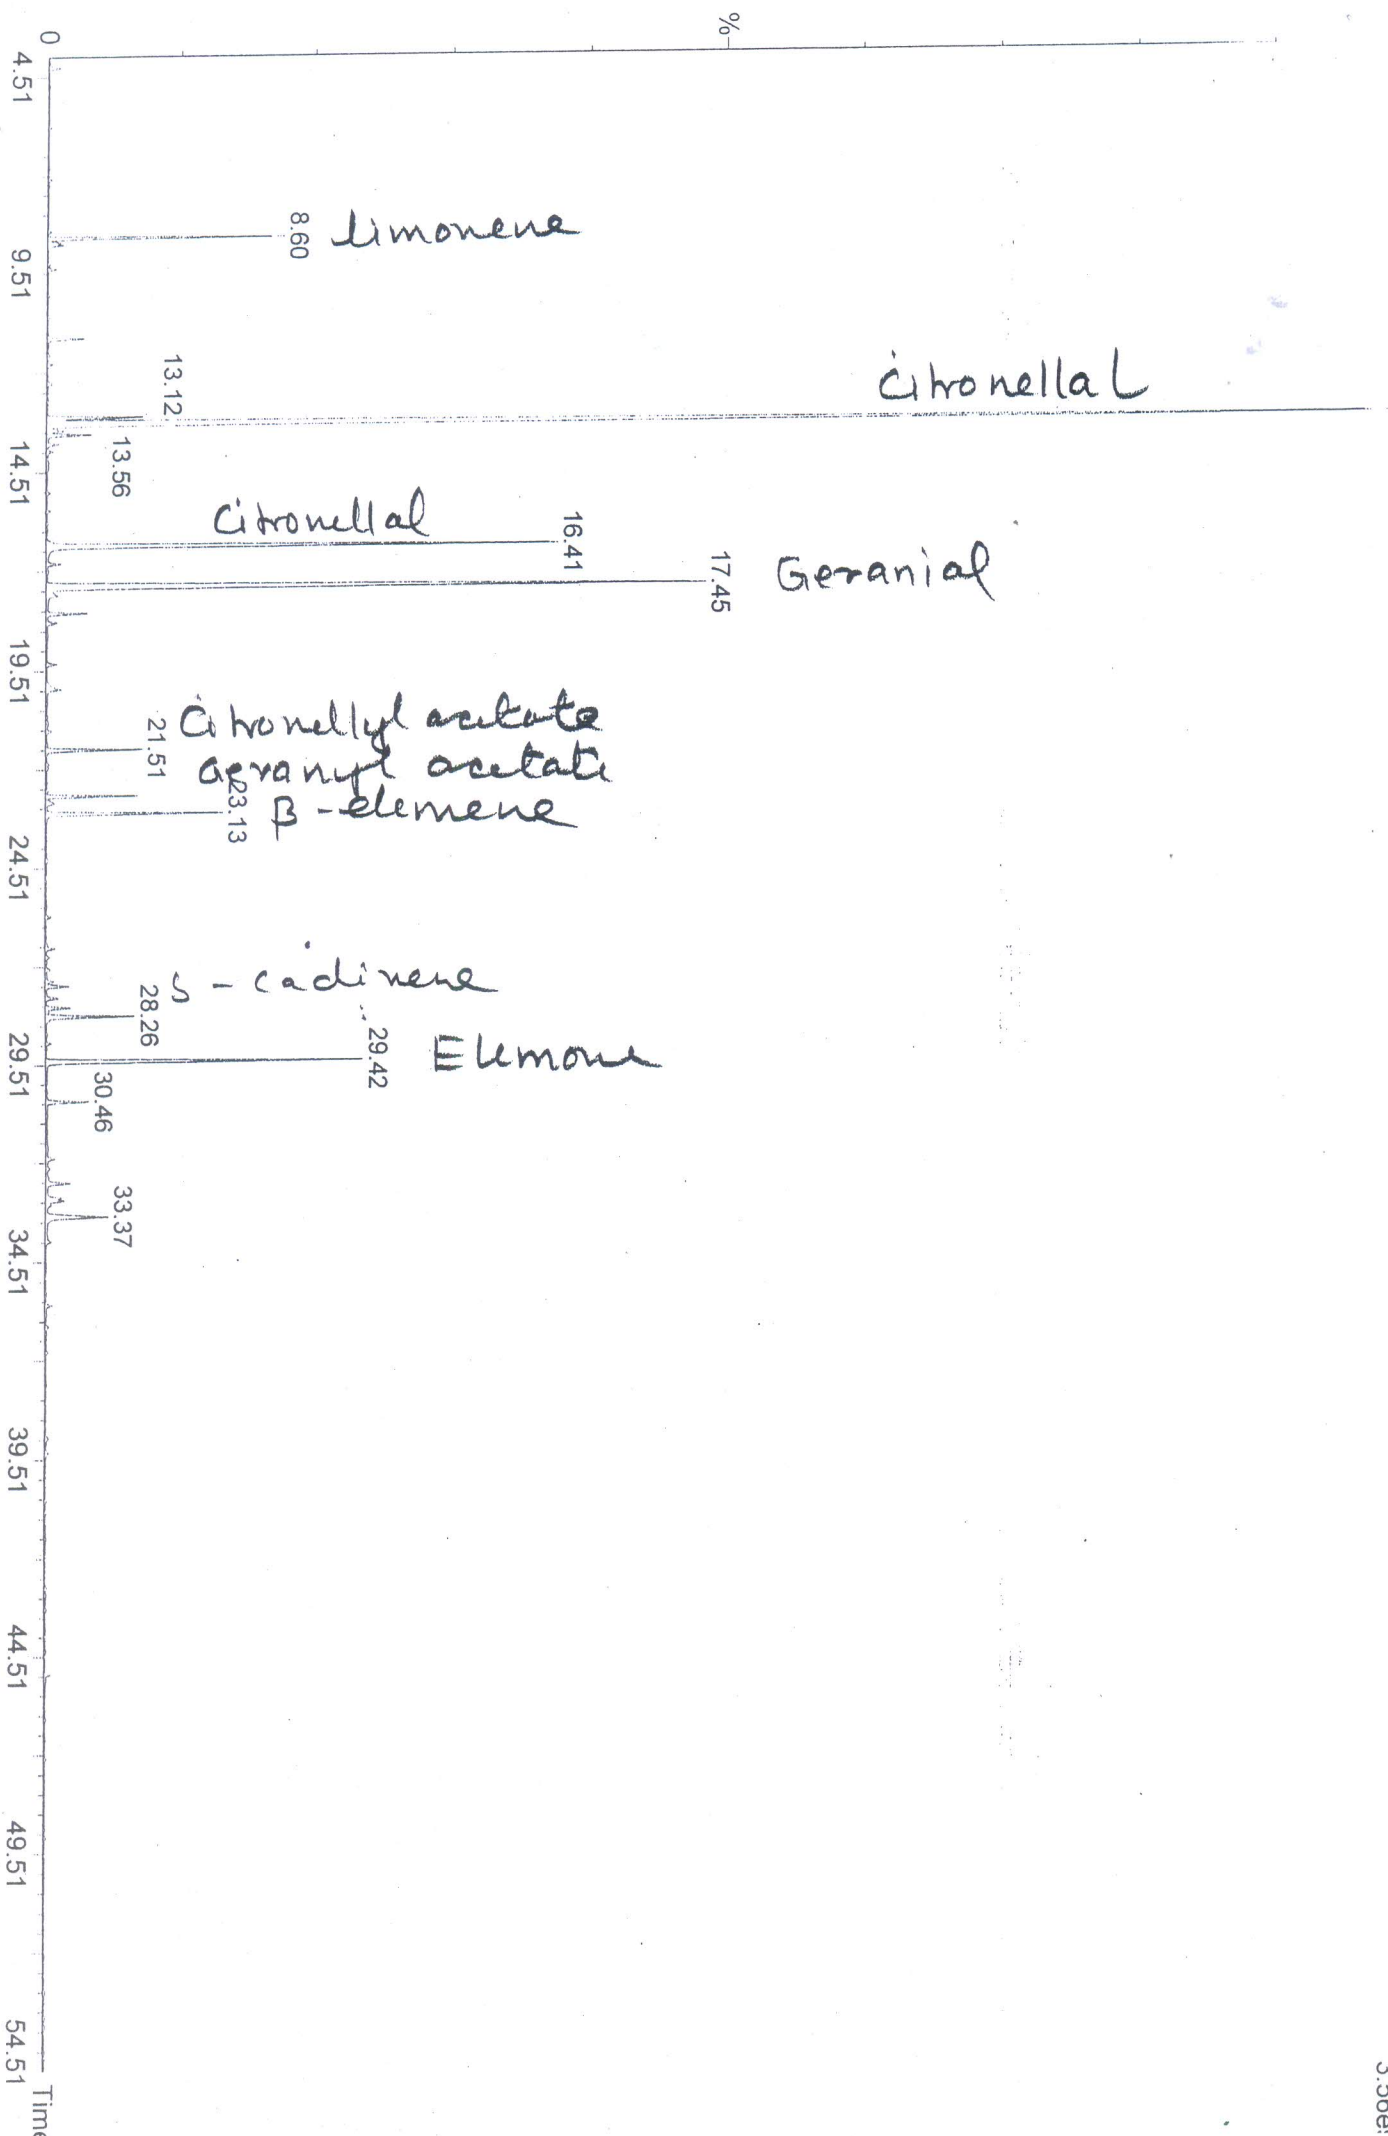 %
0
4.51
8.60 Limonene
9.51
Citronellal
13.12
13.56
14.51
Citronellal
16.41
17.45 Geranial
19.51
Citronellyl acetate
21.51
Geranyl acetate
23.13 β-elemene
24.51
δ-cadinene
28.26
29.42 Elemone
29.51
30.46
33.37
34.51
39.51
44.51
49.51
54.51
Time